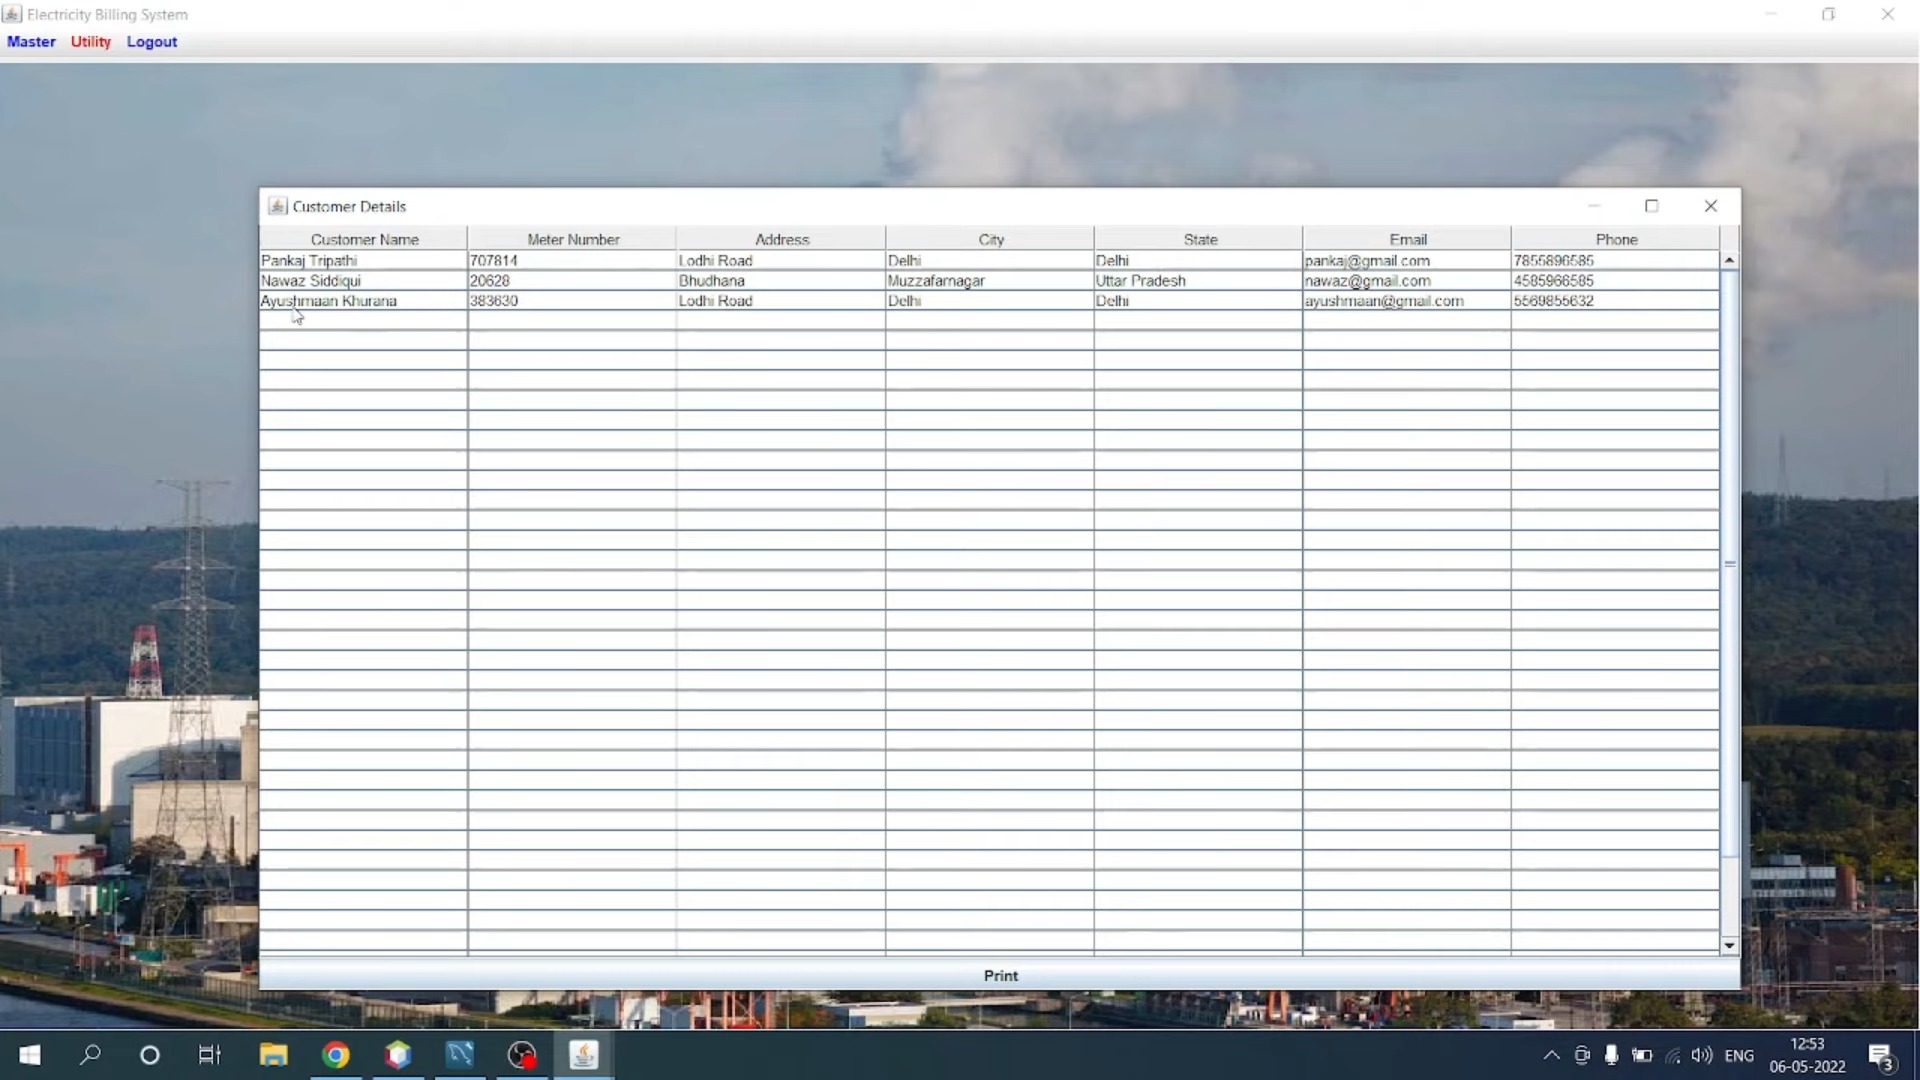 Electricity Billing System
Master Utility Logout
Customer Details
Customer Name Meter Number Address City State Email Phone
Pankaj Tripathi 707814 Lodhi Road Delhi Delhi pankaj@gmail.com 7855896585
Nawaz Siddiqui 20628 Bhudhana Muzzafarnagar Uttar Pradesh nawaz@gmail.com 4585966585
Ayushmaan Khurana 383630 Lodhi Road Delhi Delhi ayushmaan@gmail.com 5569855632
Print
ENG
12:53
06-05-2022
3